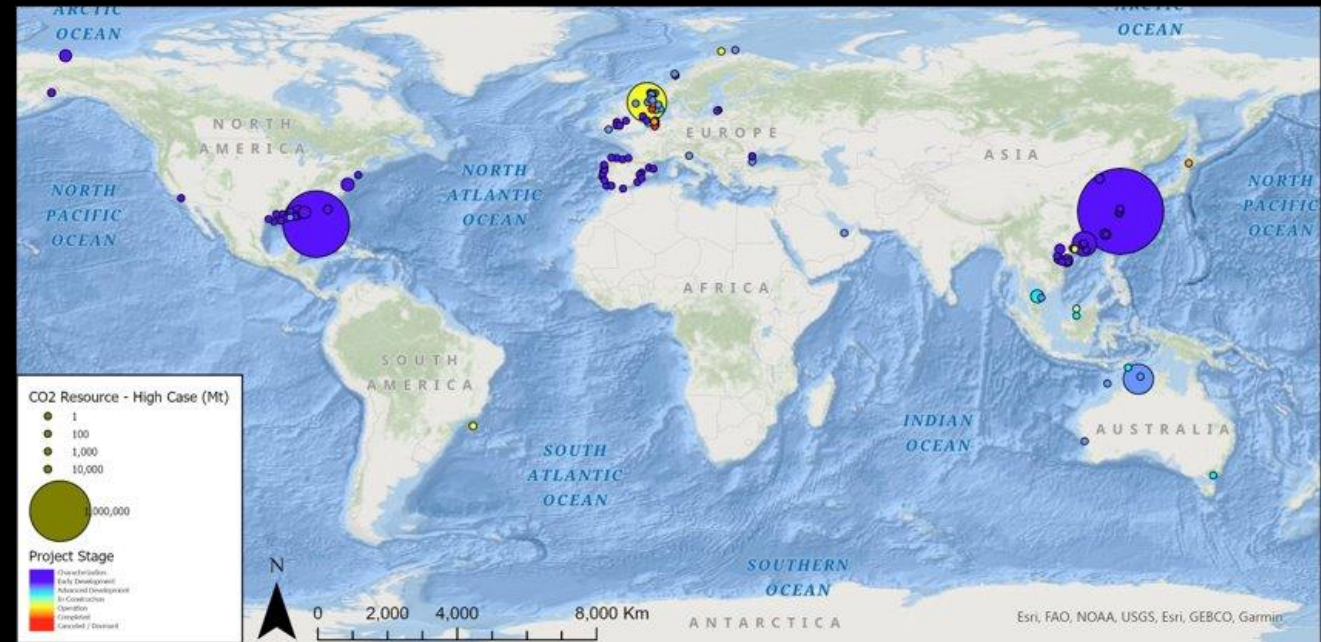 ARCTIC
OCEAN
ARCTIC
OCEAN
NORTH
AMERICA
EUROPE
ASIA
NORTH
PACIFIC
OCEAN
NORTH
ATLANTIC
OCEAN
NORTH
PACIFIC
OCEAN
AFRICA
SOUTH
AMERICA
INDIAN
OCEAN
AUSTRALIA
SOUTH
ATLANTIC
OCEAN
SOUTHERN
OCEAN
ANTARCTICA
CO2 Resource - High Case (Mt)
1
100
1,000
10,000
1,000,000
Project Stage
Characterization
Early Development
Advanced Development
In Construction
Operation
Completed
Canceled / Dormant
N
0 2,000 4,000 8,000 Km
Esri, FAO, NOAA, USGS, Esri, GEBCO, Garmin